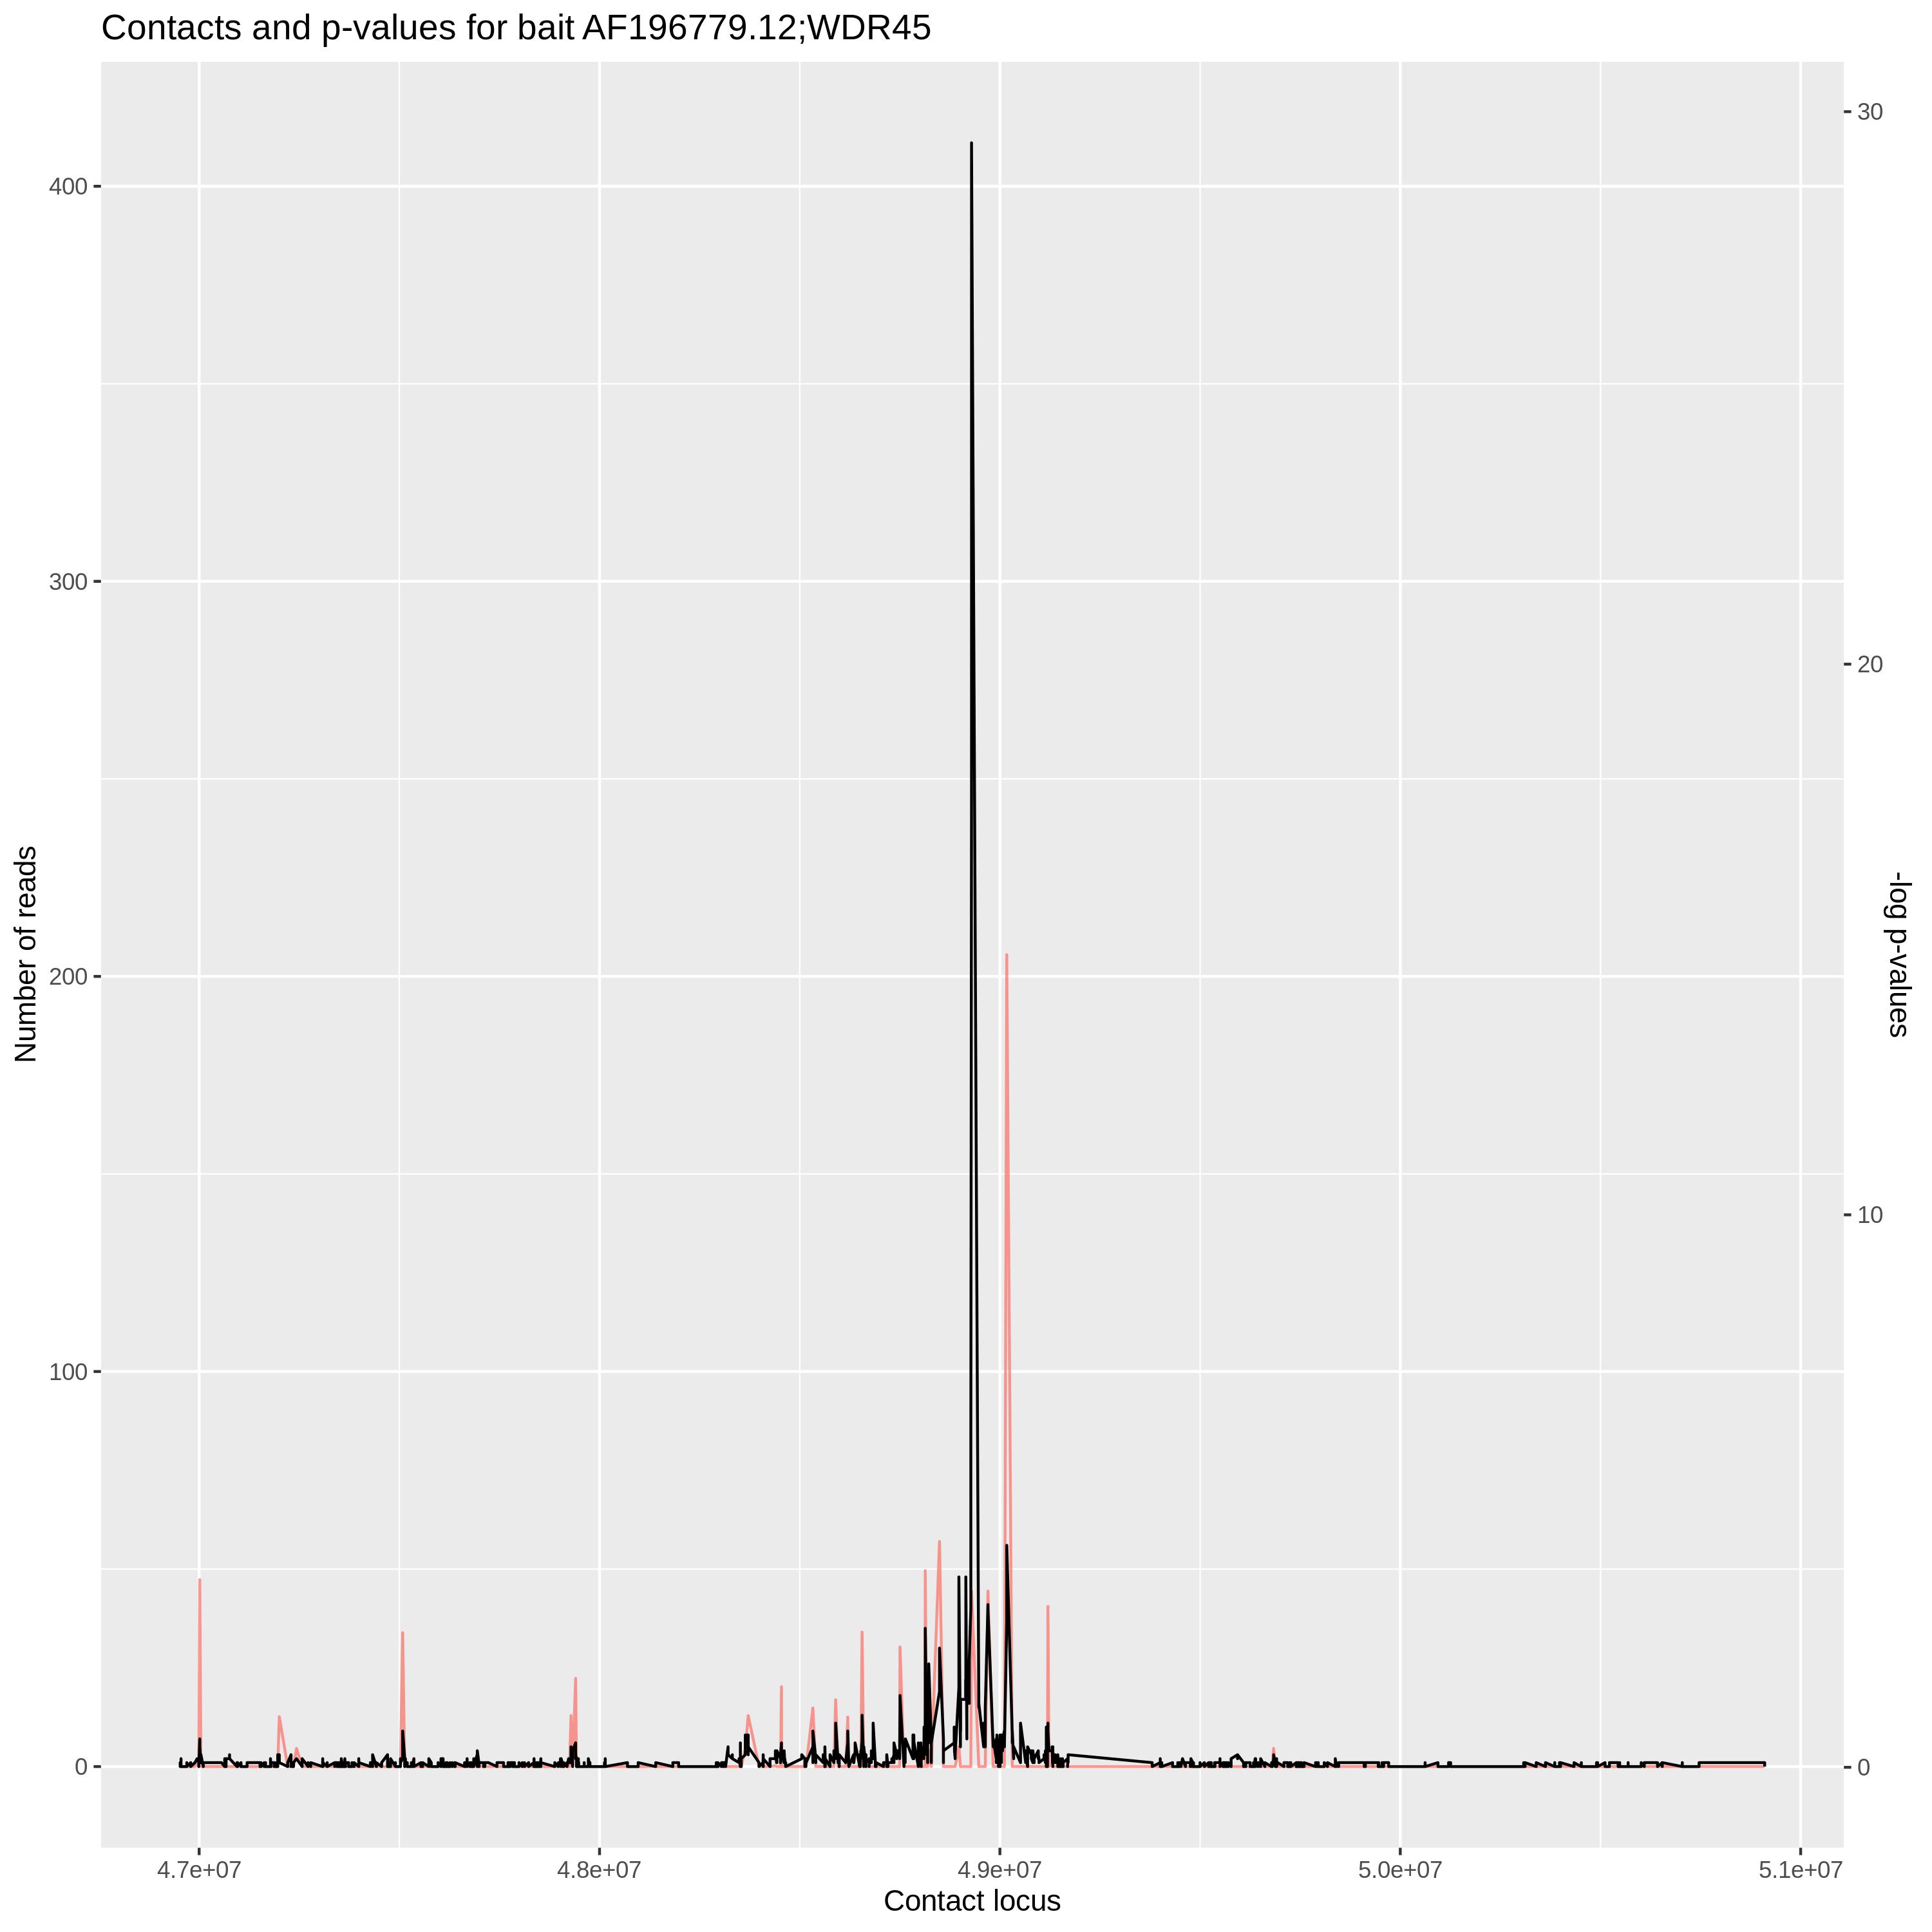 Contacts and p-values for bait AF196779.12;WDR45
400
300
200
100
0
30
20
10
0
Number of reads
-log p-values
4.7e+07
4.8e+07
4.9e+07
5.0e+07
5.1e+07
Contact locus